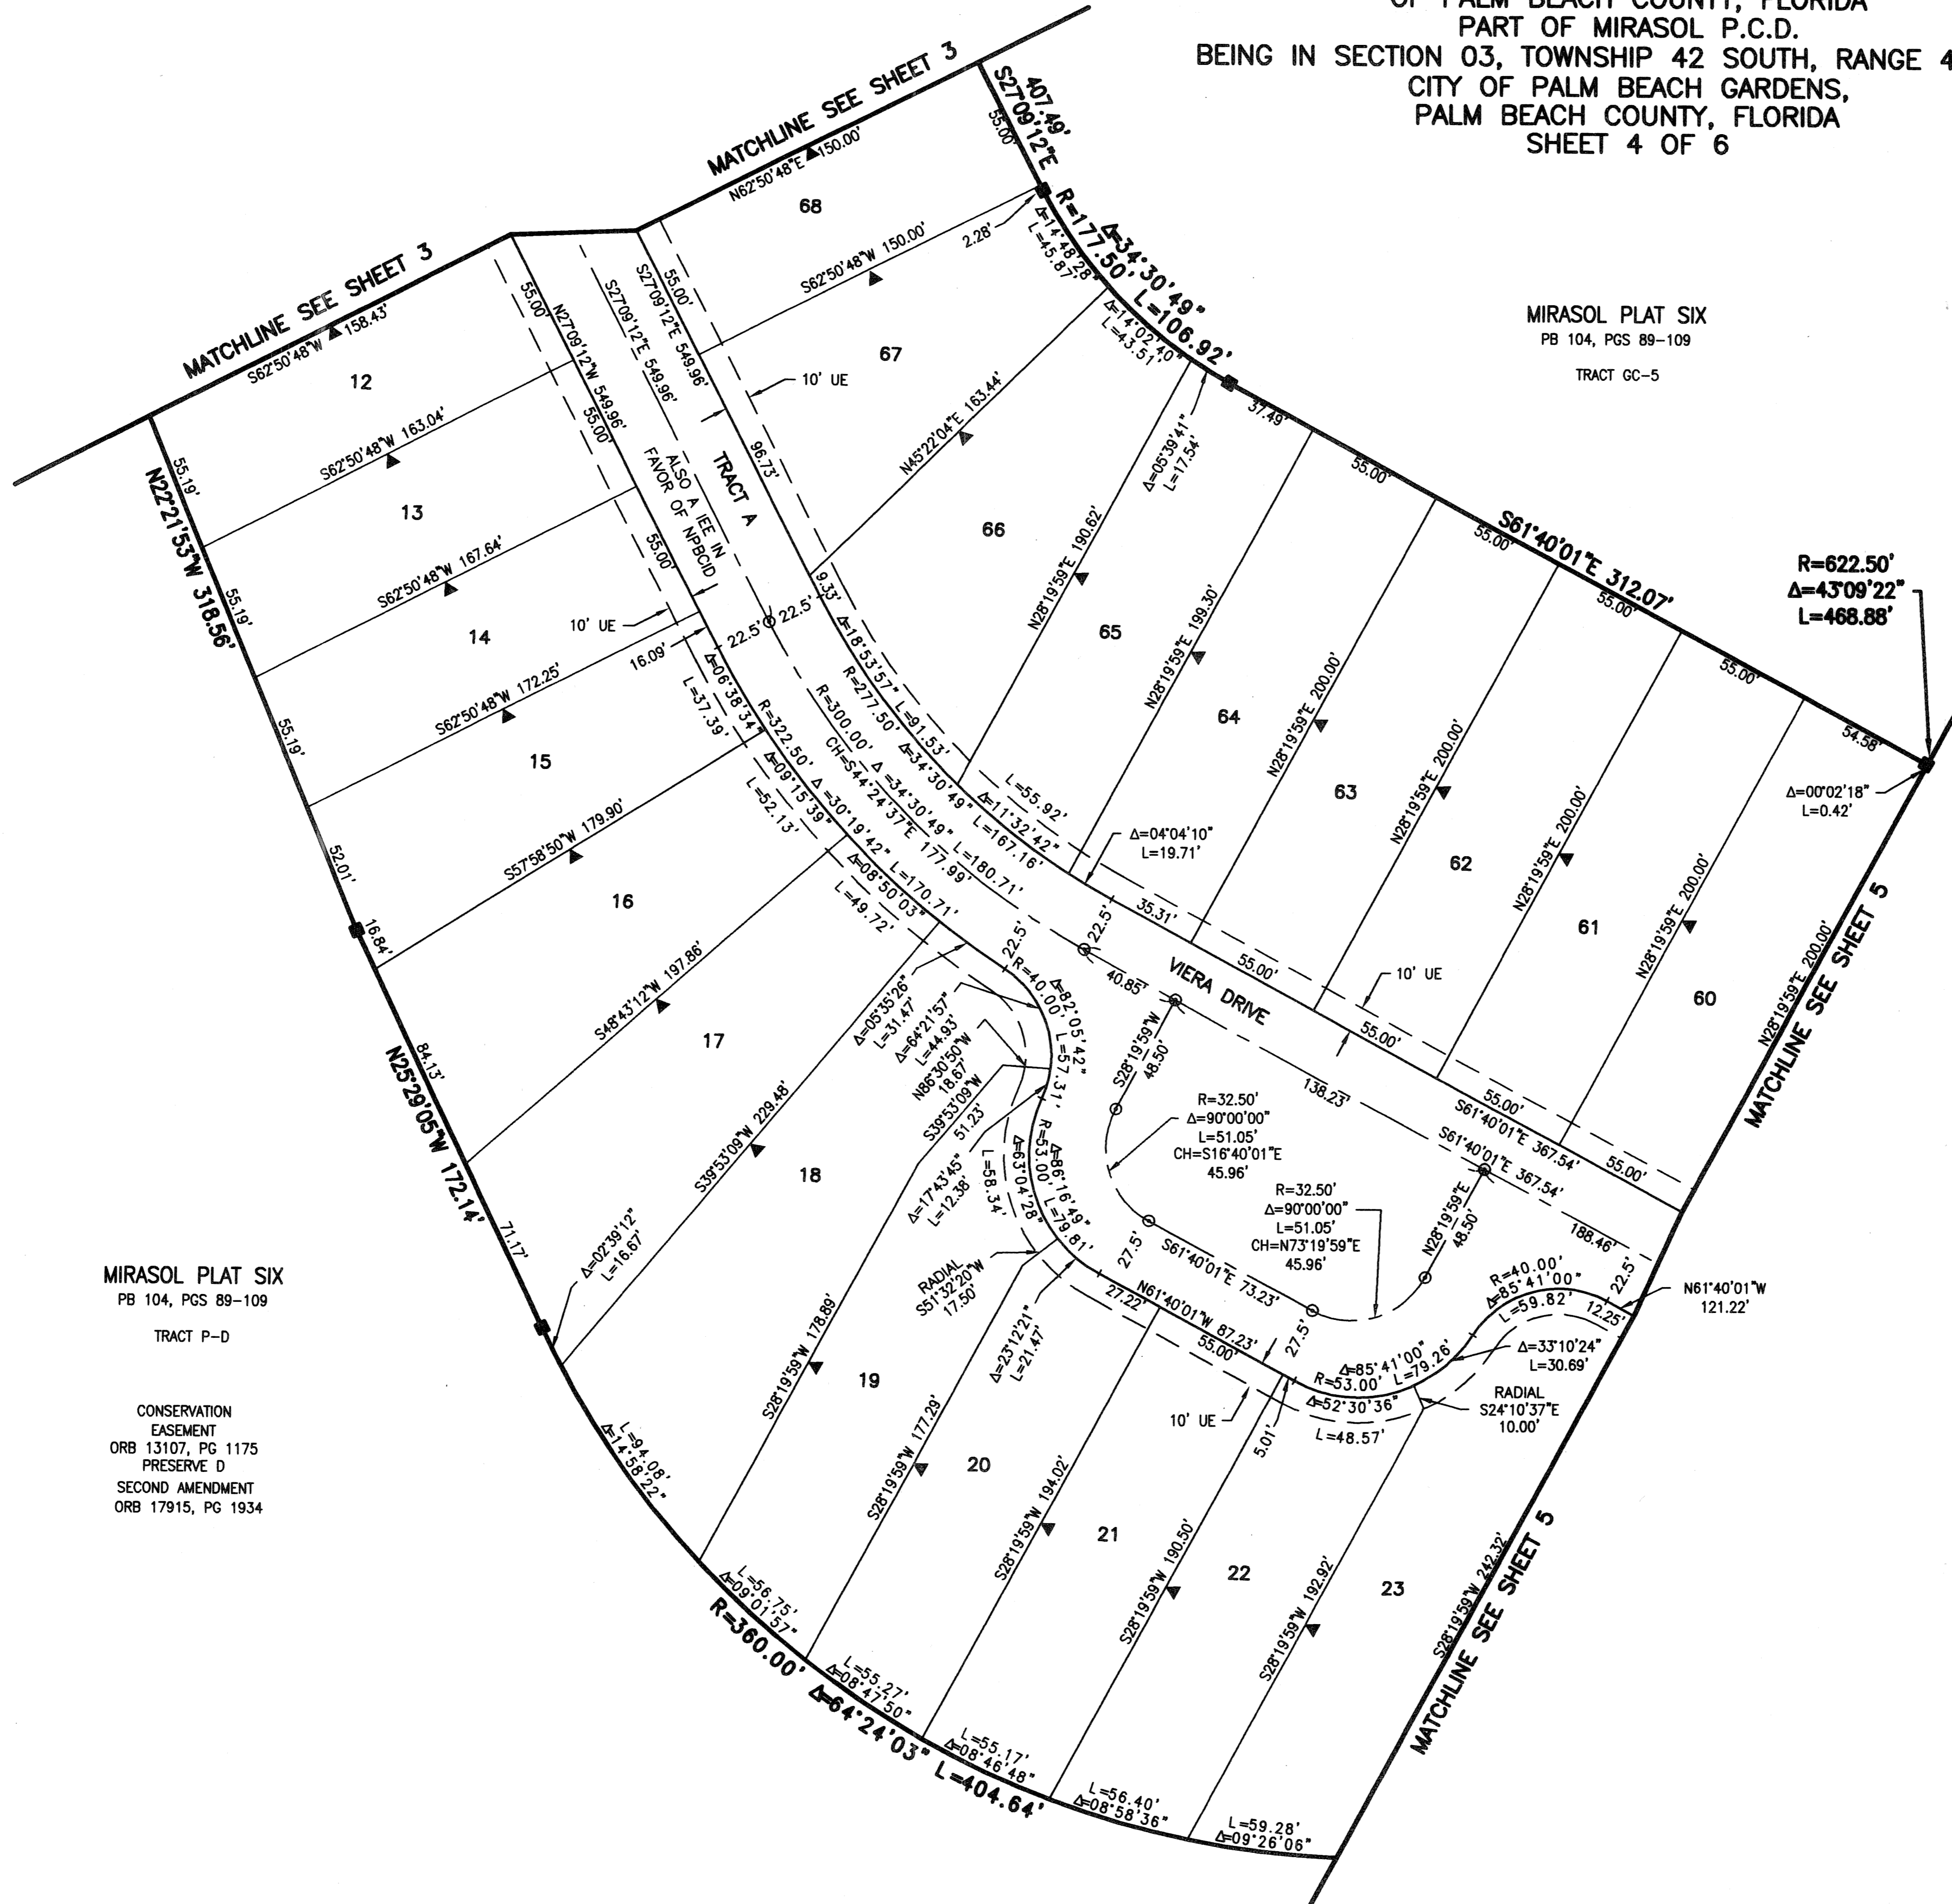 OF PALM BEACH COUNTY, FLORIDA
PART OF MIRASOL P.C.D.
BEING IN SECTION 03, TOWNSHIP 42 SOUTH, RANGE 4
CITY OF PALM BEACH GARDENS,
PALM BEACH COUNTY, FLORIDA
SHEET 4 OF 6
MATCHLINE SEE SHEET 3
N62°50'48"E 150.00'
68
407.49'
S27°09'12"E
55.00'
S62°50'48"W 150.00'
2.28'
Δ=34°30'49"
R=177.50' L=106.92'
Δ=14°48'28"
L=45.87'
Δ=14°02'40"
L=43.51'
MATCHLINE SEE SHEET 3
S62°50'48"W 158.43'
12
55.00'
N27°09'12"W 549.96'
55.00'
S27°09'12"E 549.96'
55.00'
S27°09'12"E 549.96'
67
10' UE
96.73'
TRACT A
ALSO A IEE IN
FAVOR OF NPBCID
N45°22'04"E 163.44'
MIRASOL PLAT SIX
PB 104, PGS 89-109
TRACT GC-5
S62°50'48"W 163.04'
13
S62°50'48"W 167.64'
14
55.00'
10' UE
16.09'
S62°50'48"W 172.25'
15
55.19'
N22°21'53"W 318.56'
55.19'
55.19'
52.01'
16.84'
S57°58'50"W 179.90'
16
S48°43'12"W 197.86'
17
84.13'
N25°29'05"W 172.14'
71.17'
S39°53'09"W 229.48'
18
Δ=02°39'12"
L=16.67'
22.5'
22.5'
9.33'
Δ=18°53'57" L=91.53'
R=277.50' Δ=34°30'49" L=167.16'
Δ=11°32'42"
L=55.92'
R=300.00' Δ=34°30'49" L=180.71'
CH=S44°24'37"E 177.99'
R=322.50' Δ=30°19'42" L=170.71'
Δ=06°38'34"
L=37.39'
Δ=09°15'39"
L=52.13'
Δ=08°50'03"
L=49.72'
66
Δ=05°39'41"
L=17.54'
N28°19'59"E 190.62'
65
N28°19'59"E 199.30'
64
N28°19'59"E 200.00'
63
N28°19'59"E 200.00'
62
N28°19'59"E 200.00'
61
N28°19'59"E 200.00'
60
N28°19'59"E 200.00'
MATCHLINE SEE SHEET 5
37.49'
55.00'
S61°40'01"E 312.07'
55.00'
55.00'
55.00'
54.58'
R=622.50'
Δ=43°09'22"
L=468.88'
Δ=00°02'18"
L=0.42'
Δ=04°04'10"
L=19.71'
22.5'
35.31'
55.00'
10' UE
55.00'
55.00'
S61°40'01"E 367.54'
55.00'
VIERA DRIVE
40.85'
138.23'
S61°40'01"E 367.54'
188.46'
22.5'
R=40.00'
Δ=82°05'42"
L=57.31'
Δ=05°35'26"
L=31.47'
Δ=64°21'57"
L=44.93'
N86°30'50"W
18.67'
S39°53'09"W
51.23'
Δ=17°43'45"
L=12.38'
R=53.00'
Δ=86°16'49"
L=79.81'
Δ=63°04'28"
L=58.34'
RADIAL
S51°32'20"W
17.50'
Δ=23°12'21"
L=21.47'
S28°19'59"W
48.50'
R=32.50'
Δ=90°00'00"
L=51.05'
CH=S16°40'01"E
45.96'
R=32.50'
Δ=90°00'00"
L=51.05'
CH=N73°19'59"E
45.96'
N28°19'59"E
48.50'
27.5'
S61°40'01"E 73.23'
27.5'
N61°40'01"W 87.23'
27.22'
55.00'
10' UE
5.01'
R=40.00'
Δ=85°41'00"
L=59.82'
22.5'
12.25'
N61°40'01"W
121.22'
Δ=85°41'00"
R=53.00' L=79.26'
Δ=52°30'36"
L=48.57'
Δ=33°10'24"
L=30.69'
RADIAL
S24°10'37"E
10.00'
S28°19'59"W 178.89'
19
S28°19'59"W 177.29'
20
S28°19'59"W 194.02'
21
S28°19'59"W 190.50'
22
S28°19'59"W 192.92'
23
S28°19'59"W 242.32'
MATCHLINE SEE SHEET 5
MIRASOL PLAT SIX
PB 104, PGS 89-109
TRACT P-D
CONSERVATION
EASEMENT
ORB 13107, PG 1175
PRESERVE D
SECOND AMENDMENT
ORB 17915, PG 1934
L=94.08'
Δ=14°58'22"
L=56.75'
Δ=09°01'57"
L=55.27'
Δ=08°47'50"
R=360.00' Δ=64°24'03" L=404.64'
L=55.17'
Δ=08°46'48"
L=56.40'
Δ=08°58'36"
L=59.28'
Δ=09°26'06"